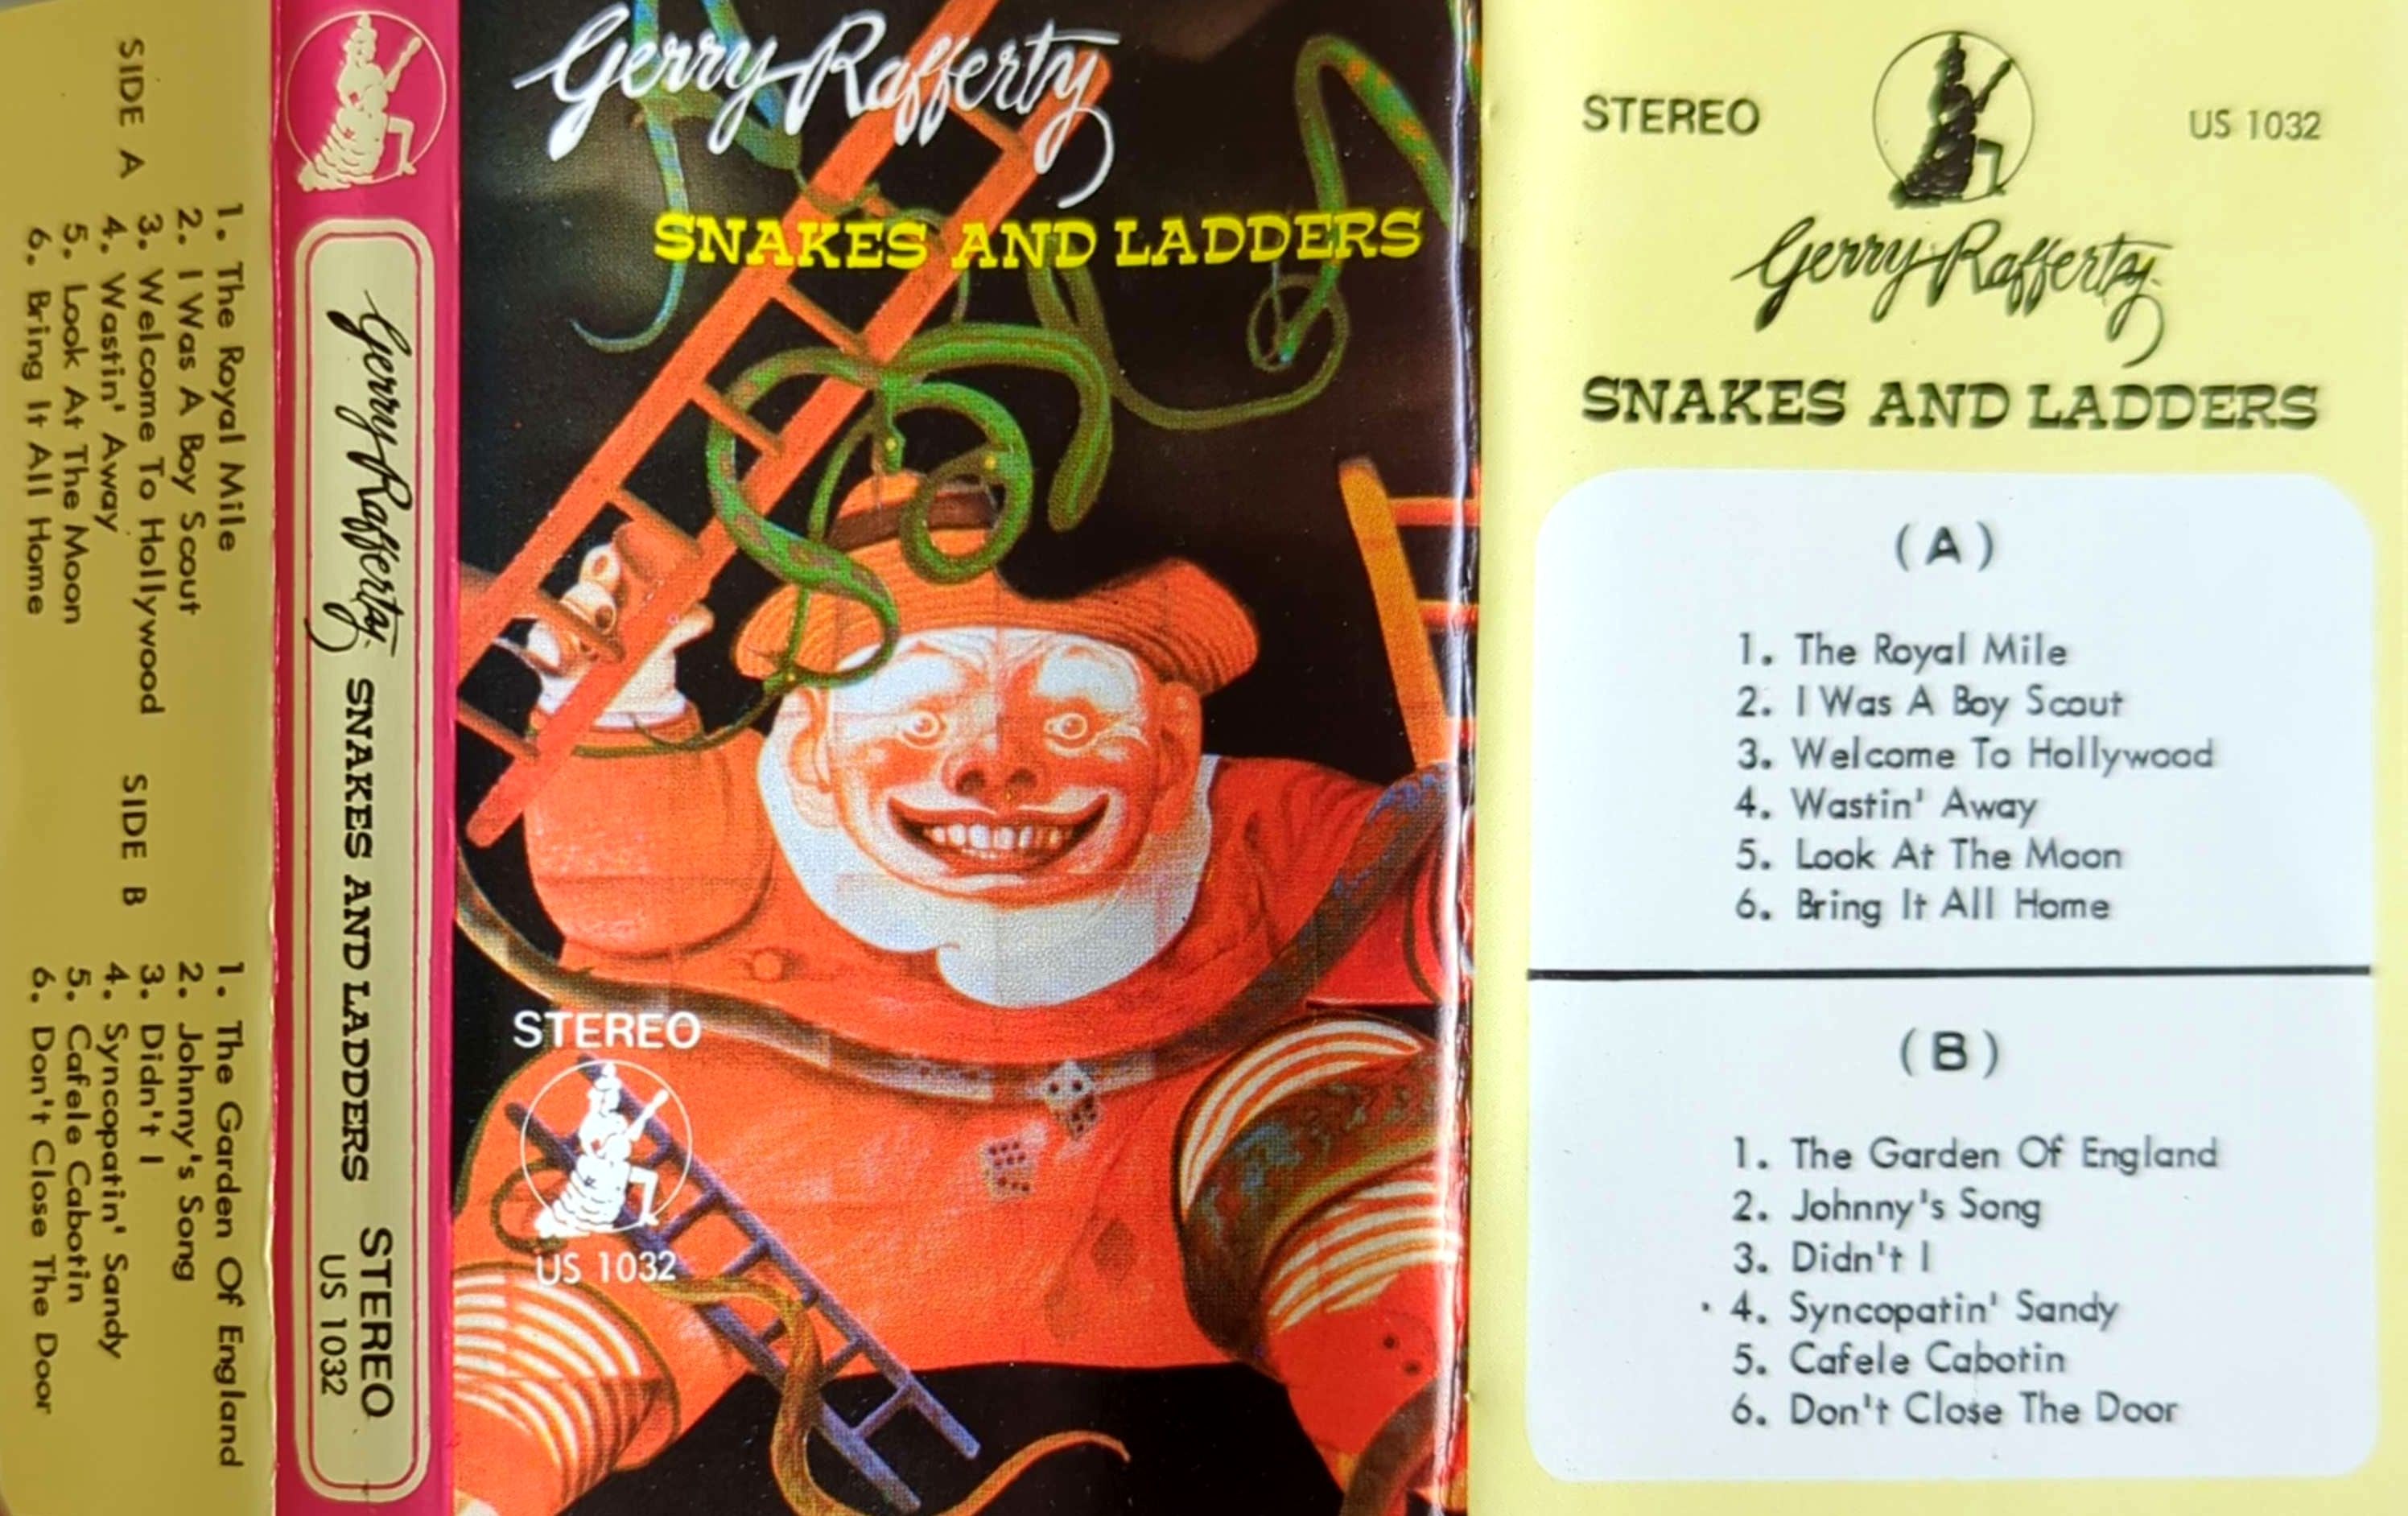 SIDE A
1. The Royal Mile
2. I Was A Boy Scout
3. Welcome To Hollywood
4. Wastin' Away
5. Look At The Moon
6. Bring It All Home
SIDE B
1. The Garden Of England
2. Johnny's Song
3. Didn't I
4. Syncopatin' Sandy
5. Cafele Cabotin
6. Don't Close The Door
Gerry Rafferty SNAKES AND LADDERS STEREO
US 1032
Gerry Rafferty
SNAKES AND LADDERS
STEREO
US 1032
STEREO US 1032
Gerry Rafferty
SNAKES AND LADDERS
(A)
1. The Royal Mile
2. I Was A Boy Scout
3. Welcome To Hollywood
4. Wastin' Away
5. Look At The Moon
6. Bring It All Home
(B)
1. The Garden Of England
2. Johnny's Song
3. Didn't I
4. Syncopatin' Sandy
5. Cafele Cabotin
6. Don't Close The Door